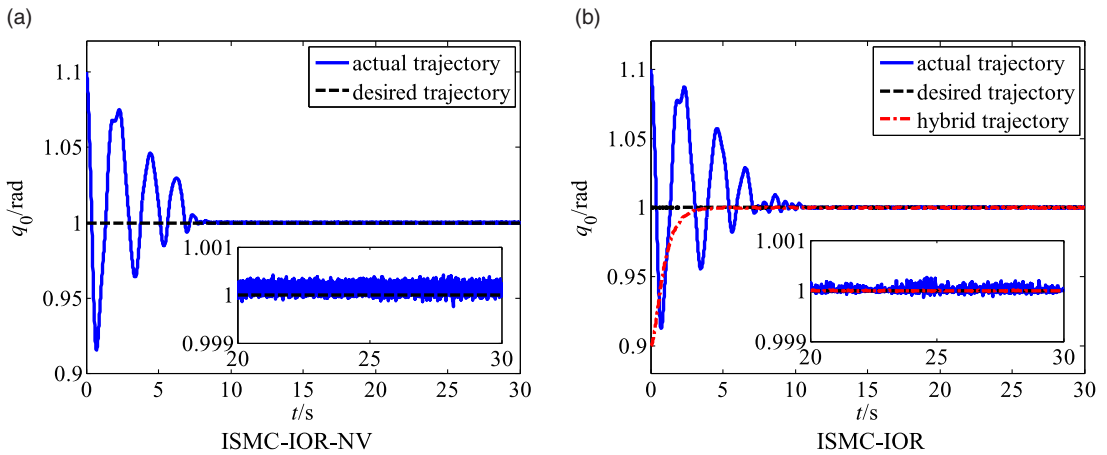 (a)
actual trajectory
desired trajectory
1.1
1.05
1
0.95
0.9
q0/rad
1.001
1
0.999
20
25
30
0
5
10
15
20
25
30
t/s
ISMC-IOR-NV
(b)
actual trajectory
desired trajectory
hybrid trajectory
1.1
1.05
1
0.95
0.9
q0/rad
1.001
1
0.999
20
25
30
0
5
10
15
20
25
30
t/s
ISMC-IOR